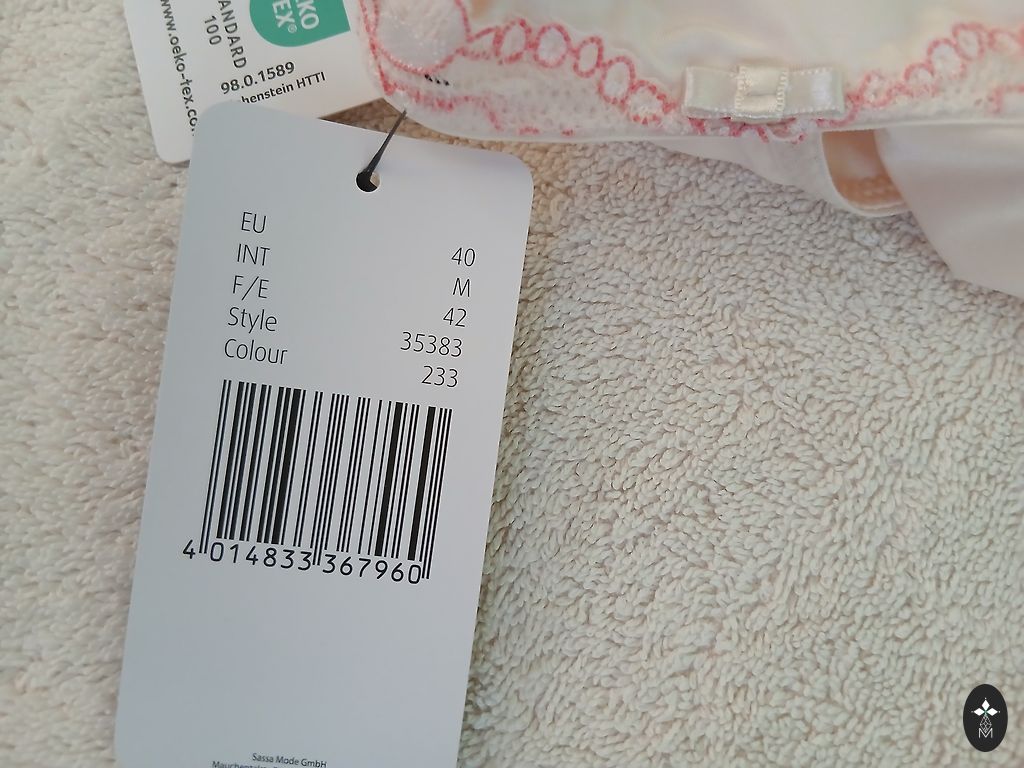 KO
TEX®
ANDARD
100
98.0.1589
henstein HTTI
www.oeko-tex.co
EU 40
INT M
F/E 42
Style 35383
Colour 233
4 014833 367960
Sassa Mode GmbH
M